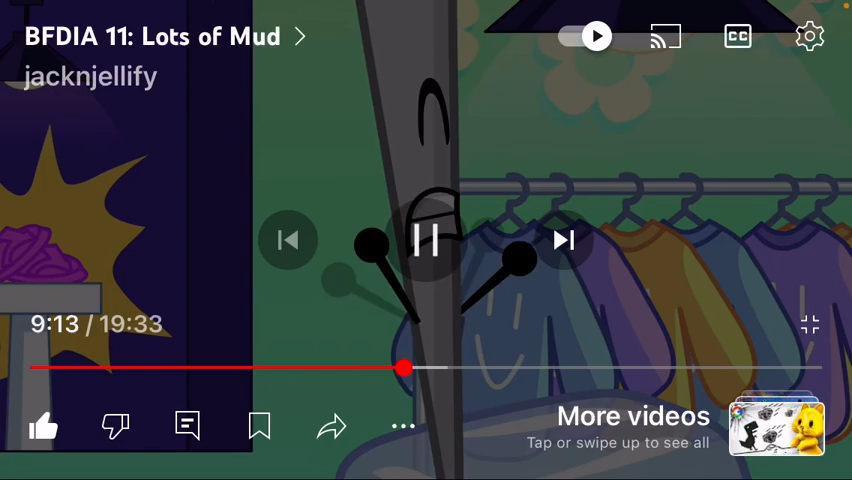 BFDIA 11: Lots of Mud
jacknjellify
CC
9:13 / 19:33
More videos
Tap or swipe up to see all